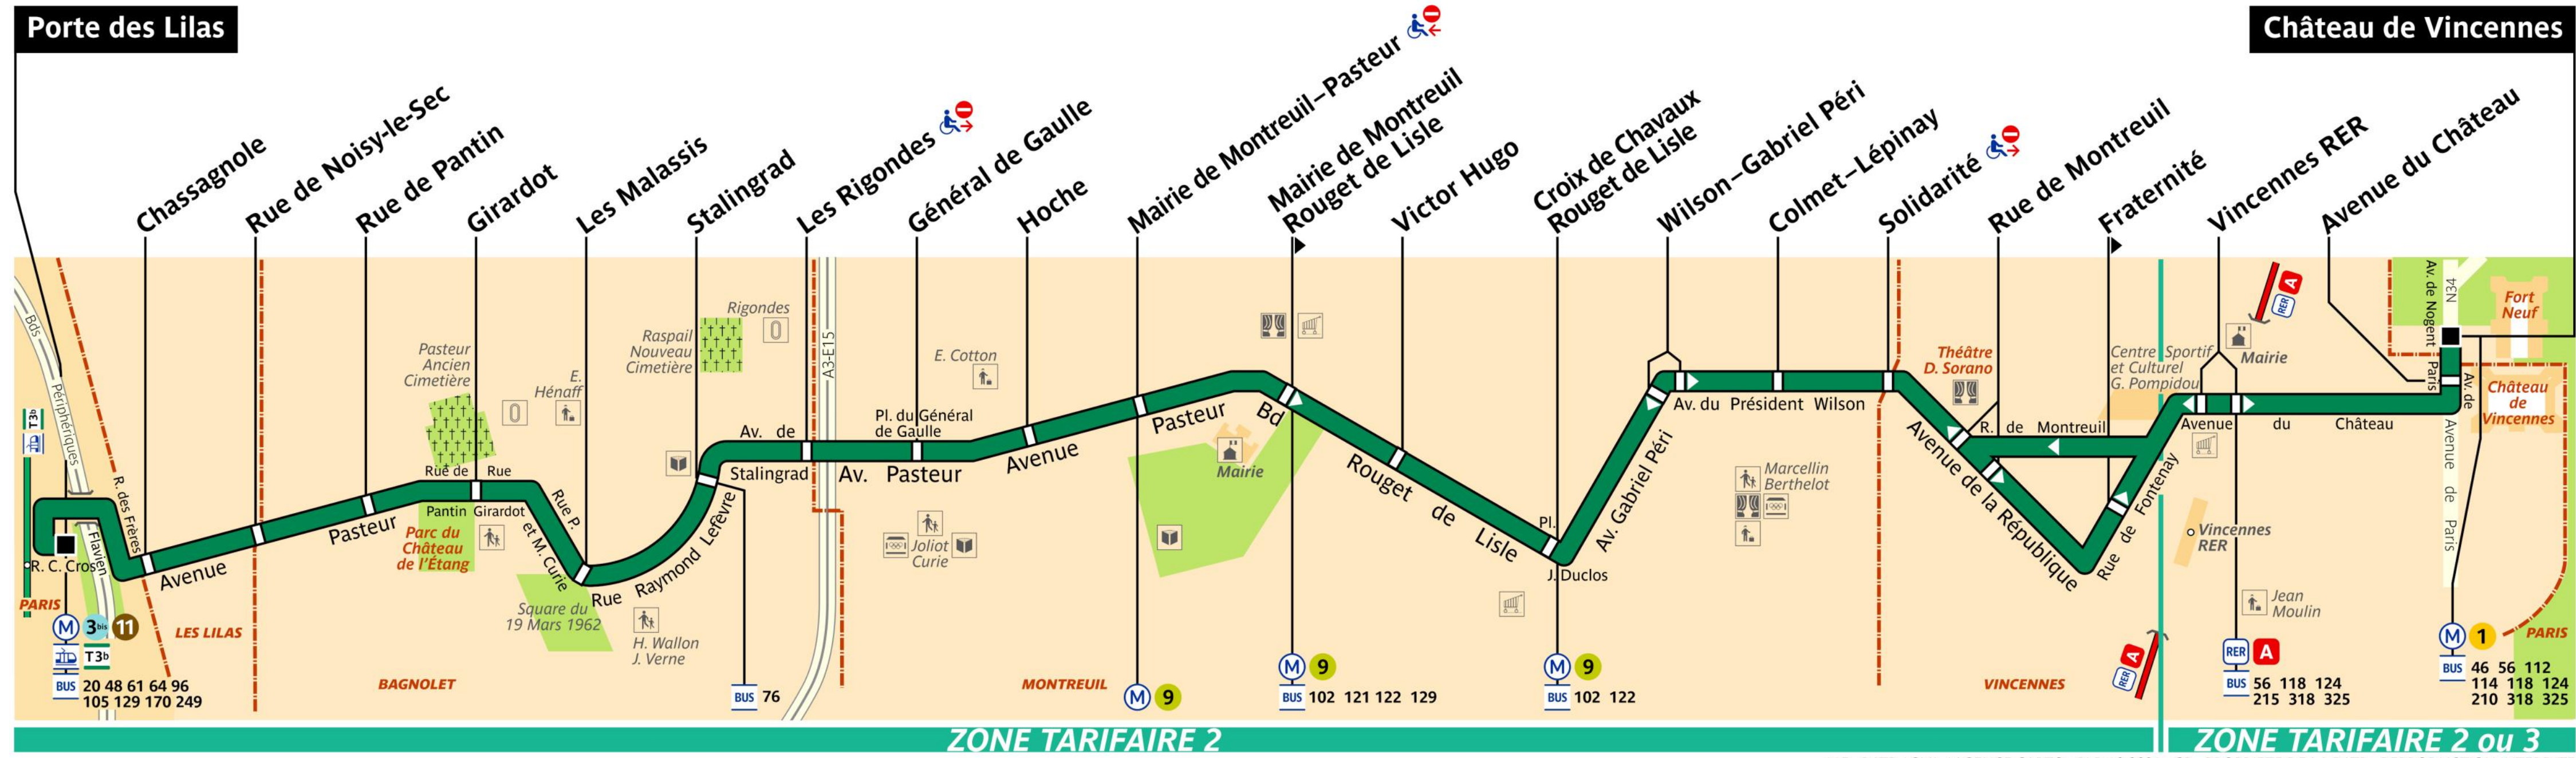 Porte des Lilas
Château de Vincennes
Chassagnole
Rue de Noisy-le-Sec
Rue de Pantin
Girardot
Les Malassis
Stalingrad
Les Rigondes
Général de Gaulle
Hoche
Mairie de Montreuil–Pasteur
Mairie de Montreuil
Rouget de Lisle
Victor Hugo
Croix de Chavaux
Rouget de Lisle
Wilson–Gabriel Péri
Colmet–Lépinay
Solidarité
Rue de Montreuil
Fraternité
Vincennes RER
Avenue du Château
Bds
Périphériques
T3b
R. des Frères
Flavien
R. C. Cros
PARIS
M 3bis 11
T3b
BUS 20 48 61 64 96
105 129 170 249
LES LILAS
Avenue
Pasteur
Pasteur
Ancien
Cimetière
Rue de Rue
Pantin Girardot
Parc du
Château
de l'Étang
BAGNOLET
E.
Hénaff
Rue P.
et M. Curie
Square du
19 Mars 1962
Rue Raymond Lefèvre
H. Wallon
J. Verne
Rigondes
Raspail
Nouveau
Cimetière
Av. de
Stalingrad
BUS 76
A3-E15
Pl. du Général
de Gaulle
Av. Pasteur
E. Cotton
Joliot
Curie
Avenue
Pasteur
MONTREUIL
M 9
Mairie
Bd
Rouget de Lisle
M 9
BUS 102 121 122 129
Pl.
J. Duclos
M 9
BUS 102 122
Av. Gabriel Péri
Av. du Président Wilson
Marcellin
Berthelot
Théâtre
D. Sorano
R. de Montreuil
Avenue de la République
Rue de Fontenay
VINCENNES
Centre Sportif
et Culturel
G. Pompidou
RER A
Mairie
Avenue du Château
Vincennes
RER
Jean
Moulin
RER A
RER A
BUS 56 118 124
215 318 325
Av. de Nogent
N34
Paris
Av. de
Avenue de Paris
Fort
Neuf
Château
de
Vincennes
M 1
PARIS
BUS 46 56 112
114 118 124
210 318 325
ZONE TARIFAIRE 2
ZONE TARIFAIRE 2 ou 3